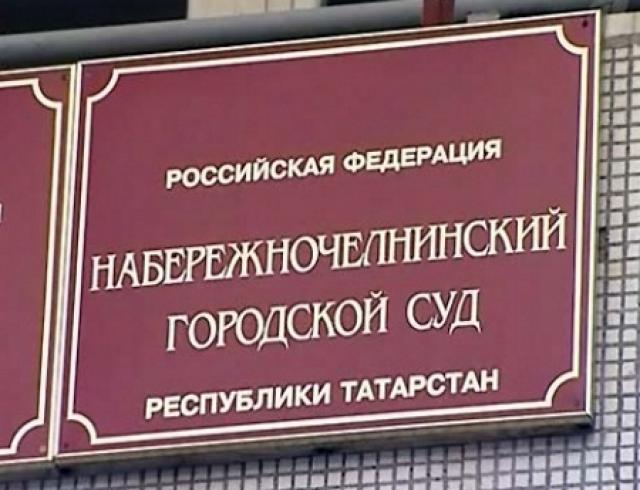 РОССИЙСКАЯ ФЕДЕРАЦИЯ
НАБЕРЕЖНОЧЕЛНИНСКИЙ
ГОРОДСКОЙ СУД
РЕСПУБЛИКИ ТАТАРСТАН